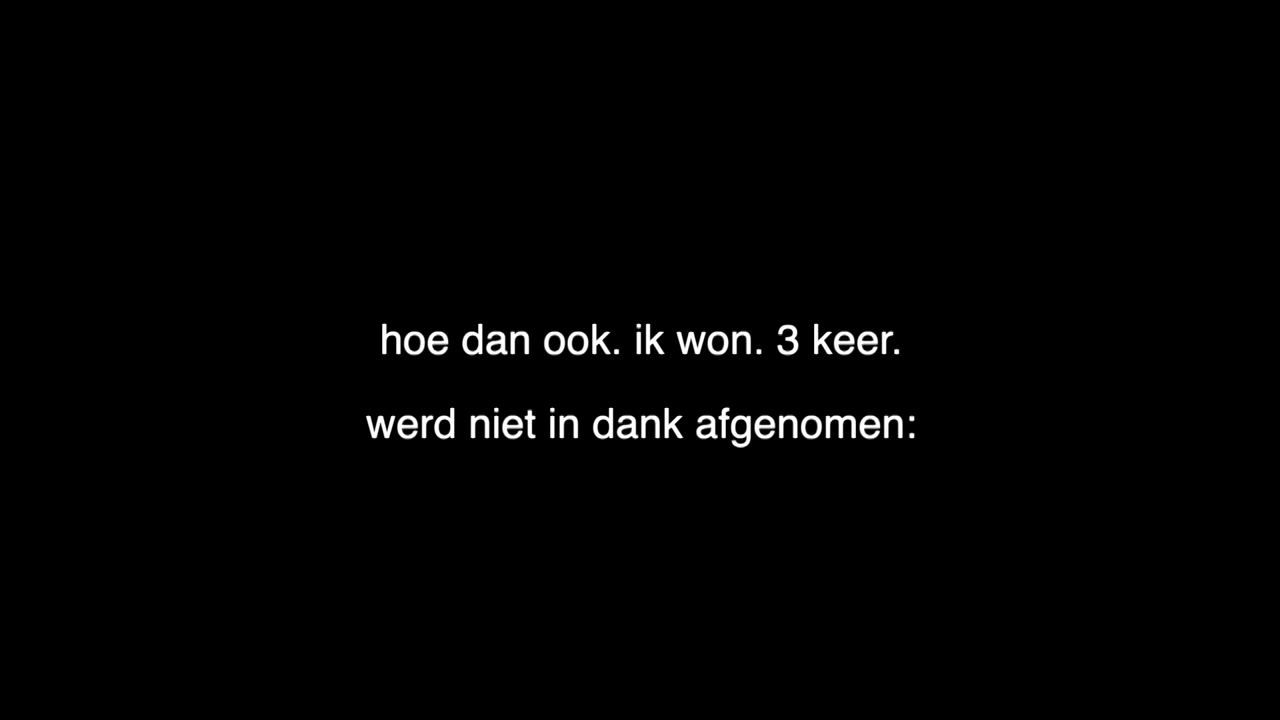 hoe dan ook. ik won. 3 keer.
werd niet in dank afgenomen: